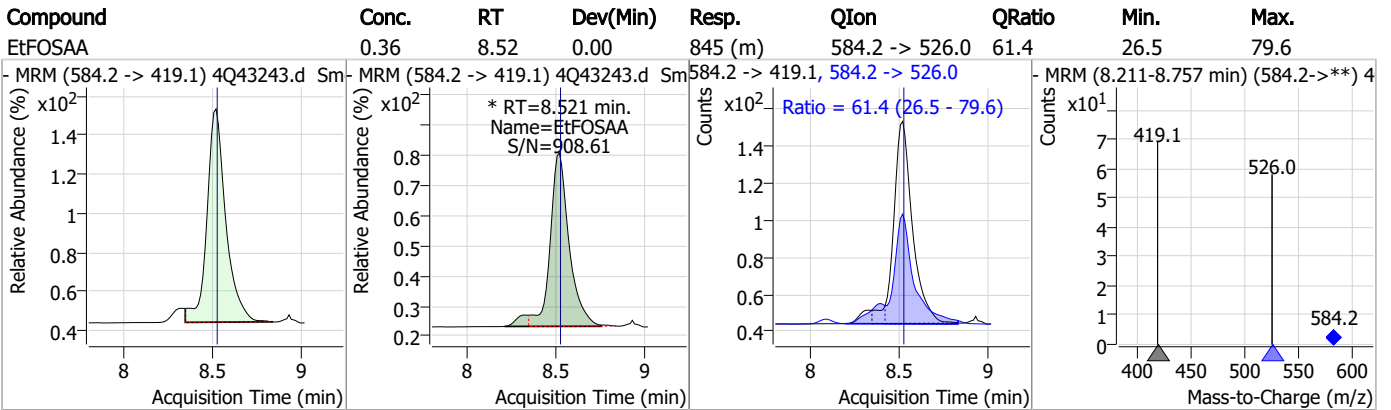 Compound Conc. RT Dev(Min) Resp. QIon QRatio Min. Max.
EtFOSAA 0.36 8.52 0.00 845 (m) 584.2 -> 526.0 61.4 26.5 79.6
- MRM (584.2 -> 419.1) 4Q43243.d Sm
Relative Abundance (%)
x10²
1.4
1.2
1
0.8
0.6
0.4
8 8.5 9
Acquisition Time (min)
- MRM (584.2 -> 419.1) 4Q43243.d Sm
Relative Abundance (%)
x10²
* RT=8.521 min.
Name=EtFOSAA
S/N=908.61
0.8
0.7
0.6
0.5
0.4
0.3
0.2
8 8.5 9
Acquisition Time (min)
584.2 -> 419.1, 584.2 -> 526.0
Counts
x10²
Ratio = 61.4 (26.5 - 79.6)
1.4
1.2
1
0.8
0.6
0.4
8 8.5 9
Acquisition Time (min)
- MRM (8.211-8.757 min) (584.2->**) 4
Counts
x10¹
7
6
5
4
3
2
1
0
419.1
526.0
584.2
400 450 500 550 600
Mass-to-Charge (m/z)